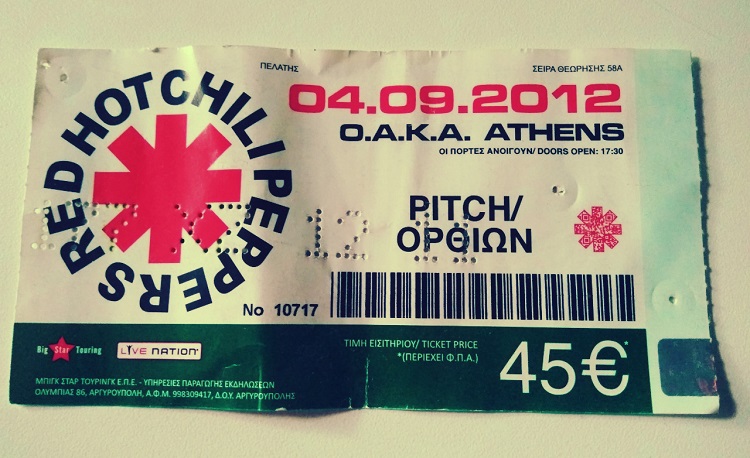 ΠΕΛΑΤΗΣ
ΣΕΙΡΑ ΘΕΩΡΗΣΗΣ 58Α
RED HOT CHILI PEPPERS
04.09.2012
O.A.K.A. ATHENS
ΟΙ ΠΟΡΤΕΣ ΑΝΟΙΓΟΥΝ/ DOORS OPEN: 17:30
PITCH/
ΟΡΘΙΩΝ
No 10717
Big Star Touring
LIVE NATION
ΤΙΜΗ ΕΙΣΙΤΗΡΙΟΥ/ TICKET PRICE
*(ΠΕΡΙΕΧΕΙ Φ.Π.Α.)
45€*
ΜΠΙΓΚ ΣΤΑΡ ΤΟΥΡΙΝΓΚ Ε.Π.Ε. - ΥΠΗΡΕΣΙΕΣ ΠΑΡΑΓΩΓΗΣ ΕΚΔΗΛΩΣΕΩΝ
ΟΛΥΜΠΙΑΣ 86, ΑΡΓΥΡΟΥΠΟΛΗ, Α.Φ.Μ. 998309417, Δ.Ο.Υ. ΑΡΓΥΡΟΥΠΟΛΗΣ